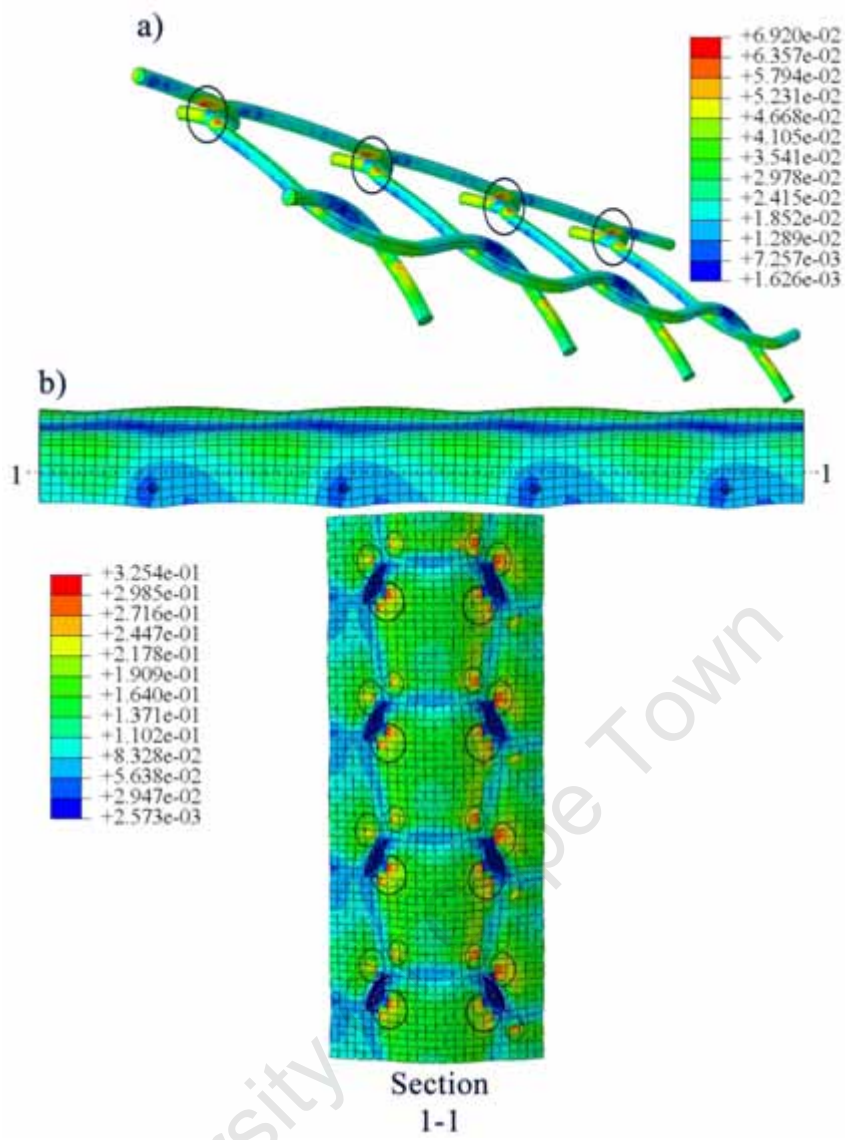 a)
+6.920e-02
+6.357e-02
+5.794e-02
+5.231e-02
+4.668e-02
+4.105e-02
+3.541e-02
+2.978e-02
+2.415e-02
+1.852e-02
+1.289e-02
+7.257e-03
+1.626e-03
b)
1 1
+3.254e-01
+2.985e-01
+2.716e-01
+2.447e-01
+2.178e-01
+1.909e-01
+1.640e-01
+1.371e-01
+1.102e-01
+8.328e-02
+5.638e-02
+2.947e-02
+2.573e-03
Section
1-1
Town